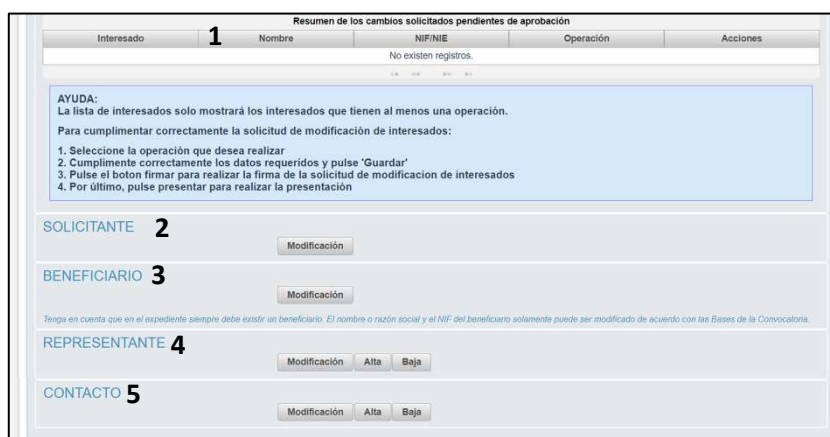 Resumen de los cambios solicitados pendientes de aprobación
Interesado 1 Nombre NIF/NIE Operación Acciones
No existen registros.
AYUDA:
La lista de interesados solo mostrará los interesados que tienen al menos una operación.
Para cumplimentar correctamente la solicitud de modificación de interesados:
1. Seleccione la operación que desea realizar
2. Cumplimente correctamente los datos requeridos y pulse 'Guardar'
3. Pulse el boton firmar para realizar la firma de la solicitud de modificacion de interesados
4. Por último, pulse presentar para realizar la presentación
SOLICITANTE 2
Modificación
BENEFICIARIO 3
Modificación
Tenga en cuenta que en el expediente siempre debe existir un beneficiario. El nombre o razón social y el NIF del beneficiario solamente puede ser modificado de acuerdo con las Bases de la Convocatoria.
REPRESENTANTE 4
Modificación Alta Baja
CONTACTO 5
Modificación Alta Baja